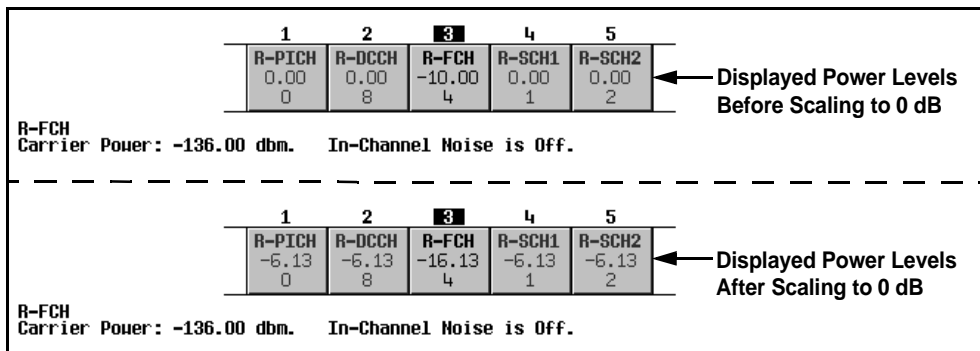 1 2 3 4 5
R-PICH R-DCCH R-FCH R-SCH1 R-SCH2
0.00 0.00 -10.00 0.00 0.00
0 8 4 1 2
Displayed Power Levels
Before Scaling to 0 dB
R-FCH
Carrier Power: -136.00 dbm. In-Channel Noise is Off.
1 2 3 4 5
R-PICH R-DCCH R-FCH R-SCH1 R-SCH2
-6.13 -6.13 -16.13 -6.13 -6.13
0 8 4 1 2
Displayed Power Levels
After Scaling to 0 dB
R-FCH
Carrier Power: -136.00 dbm. In-Channel Noise is Off.